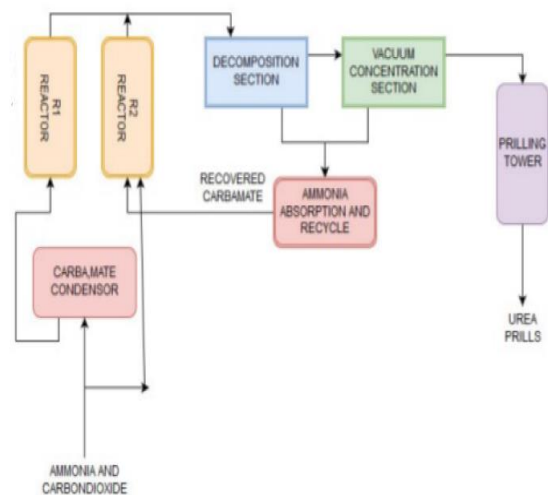 R1
REACTOR
R2
REACTOR
DECOMPOSITION
SECTION
VACUUM
CONCENTRATION
SECTION
PRILLING
TOWER
RECOVERED
CARBAMATE
AMMONIA
ABSORPTION AND
RECYCLE
CARBA,MATE
CONDENSOR
UREA
PRILLS
AMMONIA AND
CARBONDIOXIDE